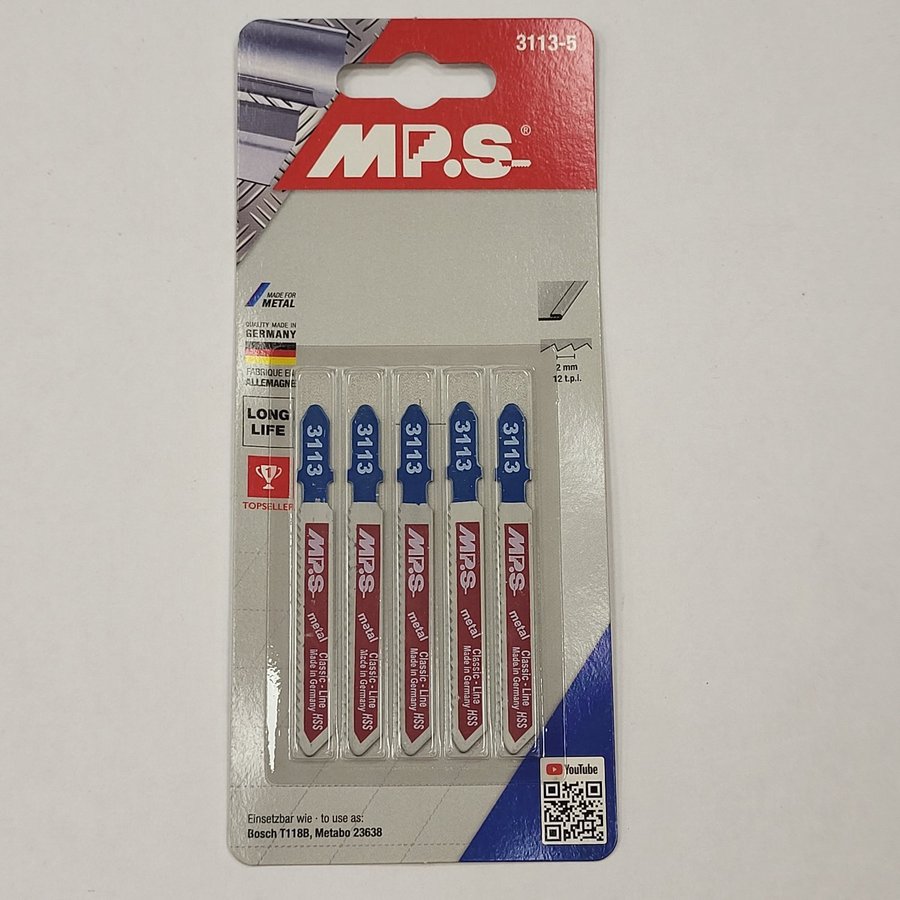 3113-5
MP.S®
MADE FOR
METAL
QUALITY MADE IN
GERMANY
FABRIQUE EN
ALLEMAGNE
LONG
LIFE
1
TOPSELLER
2 mm
12 t.p.i.
3113
3113
3113
3113
3113
MP.S metal Classic - Line HSS
Made in Germany
MP.S metal Classic - Line HSS
Made in Germany
MP.S metal Classic - Line HSS
Made in Germany
MP.S metal Classic - Line HSS
Made in Germany
MP.S metal Classic - Line HSS
Made in Germany
YouTube
Einsetzbar wie · to use as:
Bosch T118B, Metabo 23638